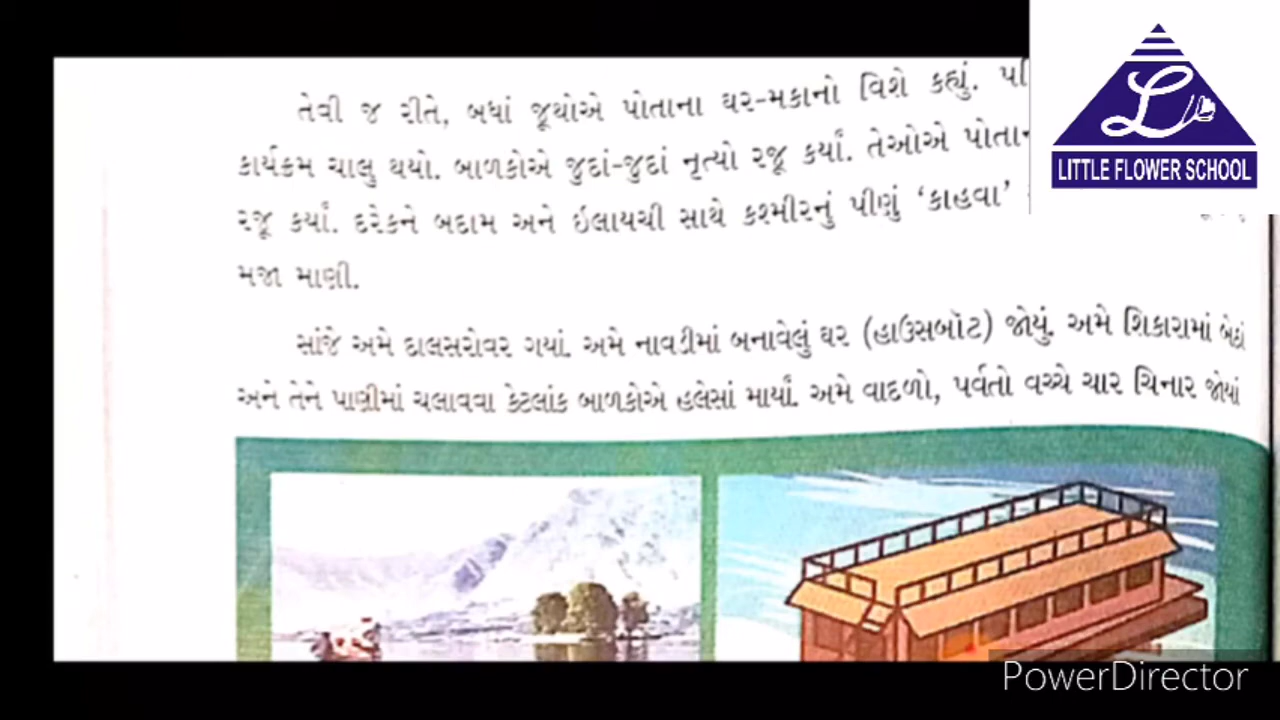 તેવી જ રીતે, બધાં જૂથોએ પોતાના ઘર-મકાનો વિશે કહ્યું.
કાર્યક્રમ ચાલુ થયો. બાળકોએ જુદાં-જુદાં નૃત્યો રજૂ કર્યાં. તેઓએ
રજૂ કર્યાં. દરેકને બદામ અને ઇલાયચી સાથે કશ્મીરનું પીણું ‘કાહવા’
મજા માણી.
સાંજે અમે દાલસરોવર ગયાં. અમે નાવડીમાં બનાવેલું ઘર (હાઉસબૉટ) જોયું. અમે શિકારામાં બેઠાં
અને તેને પાણીમાં ચલાવવા કેટલાંક બાળકોએ હલેસાં માર્યાં. અમે વાદળો, પર્વતો વચ્ચે ચાર ચિનાર જોયાં
L
LITTLE FLOWER SCHOOL
PowerDirector